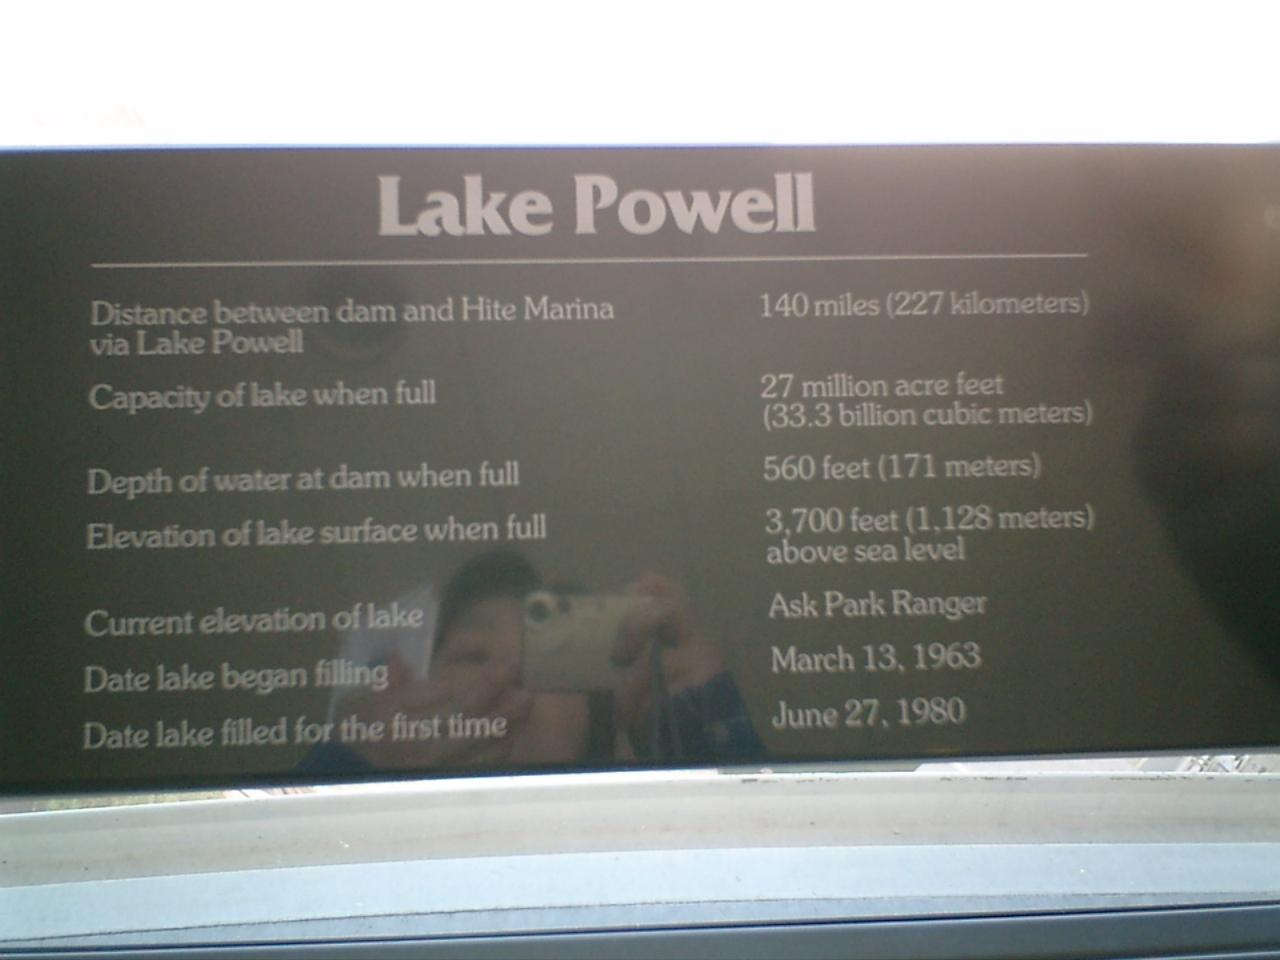 Lake Powell
Distance between dam and Hite Marina
via Lake Powell
140 miles (227 kilometers)
Capacity of lake when full
27 million acre feet
(33.3 billion cubic meters)
Depth of water at dam when full
560 feet (171 meters)
Elevation of lake surface when full
3,700 feet (1,128 meters)
above sea level
Current elevation of lake
Ask Park Ranger
Date lake began filling
March 13, 1963
Date lake filled for the first time
June 27, 1980